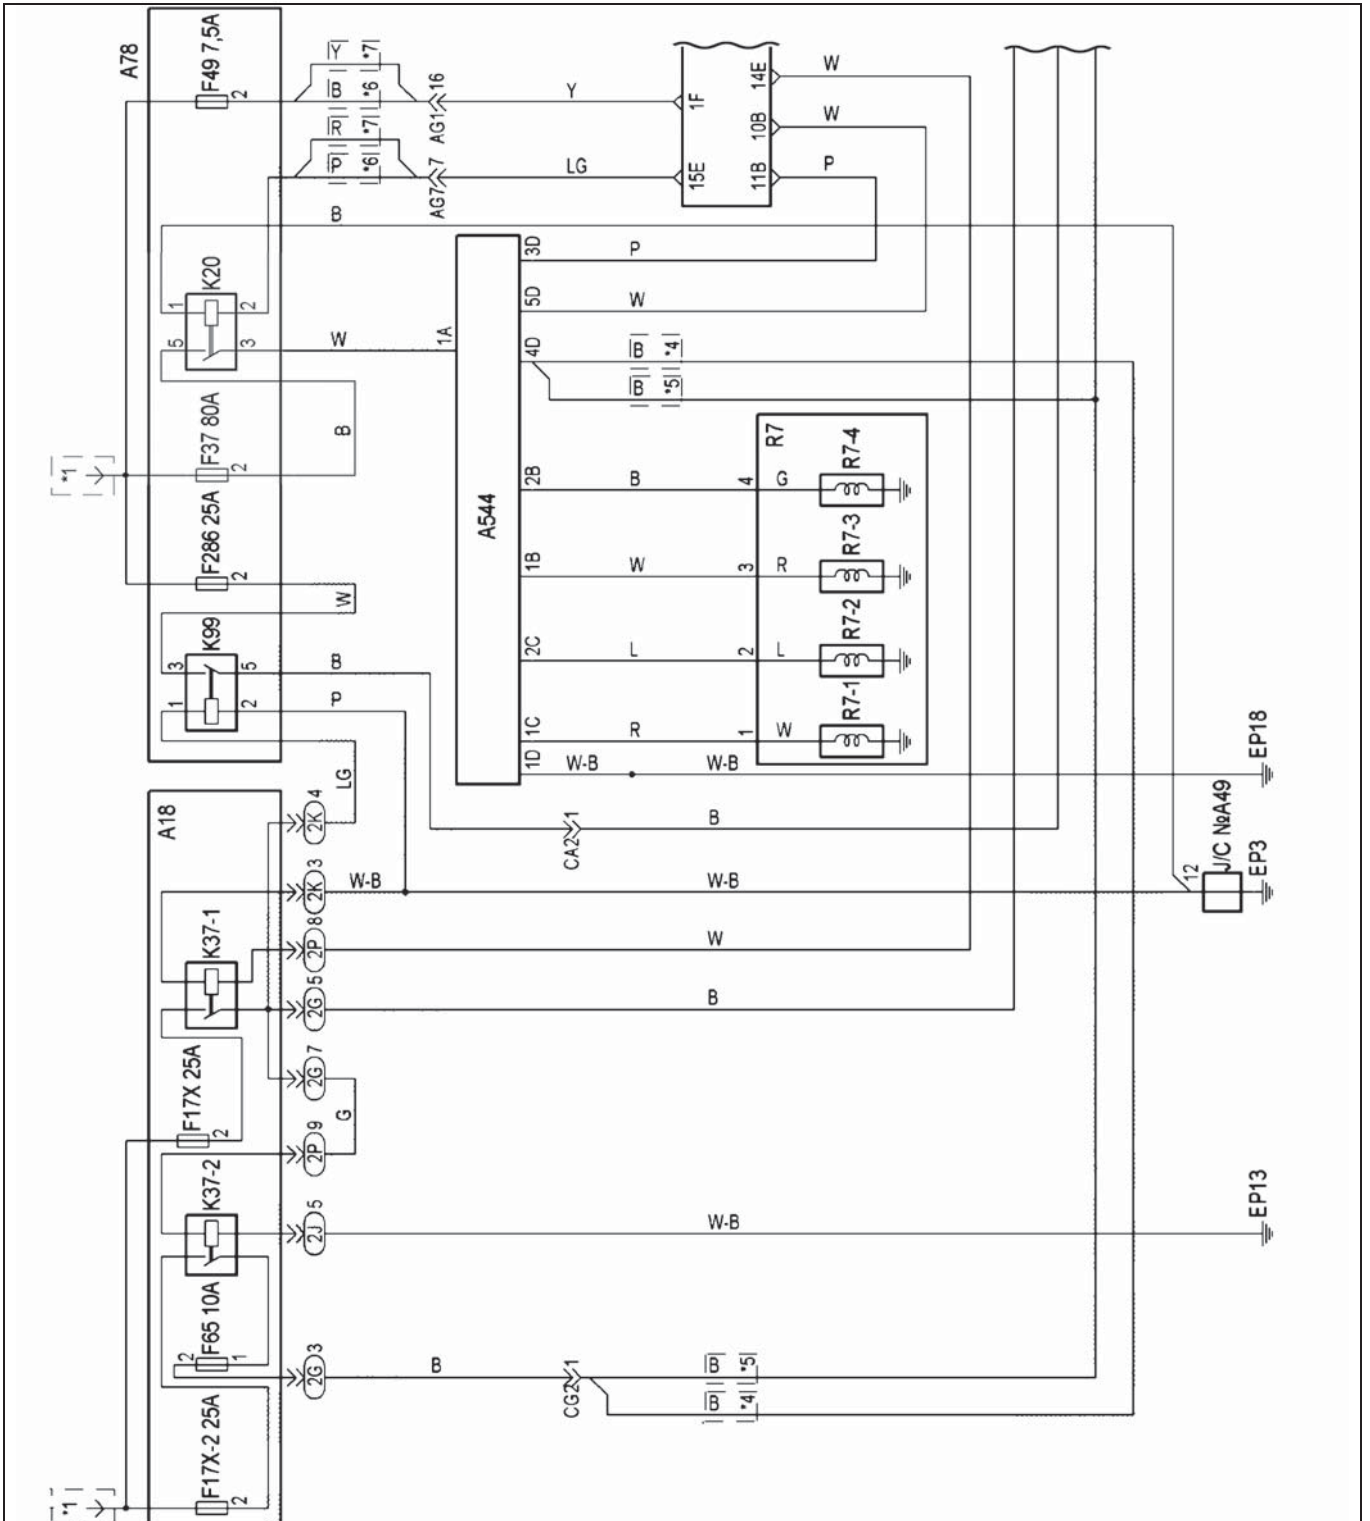 A78
F49 7,5A
2
Y
*7
B
*6
R
*7
P
*6
AG1
16
AG7
7
Y
LG
1F
15E
14E
10B
11B
W
W
P
B
K20
1
2
5
3
W
1A
3D
P
5D
W
4D
B
*4
B
*5
*1
F37 80A
2
B
F286 25A
2
W
K99
3
5
1
2
B
P
A544
2B
B
4
G
1B
W
3
R
2C
L
2
L
1C
R
1
W
1D
W-B
W-B
R7
R7-4
R7-3
R7-2
R7-1
EP18
A18
2K
4
LG
CA2
1
B
2K
3
W-B
W-B
12
J/C №A49
EP3
K37-1
2P
8
W
2G
5
B
F17X 25A
2
2G
7
G
2P
9
K37-2
2J
5
W-B
EP13
F65 10A
2
1
2G
3
B
CG2
1
B
*5
B
*4
F17X-2 25A
2
*1